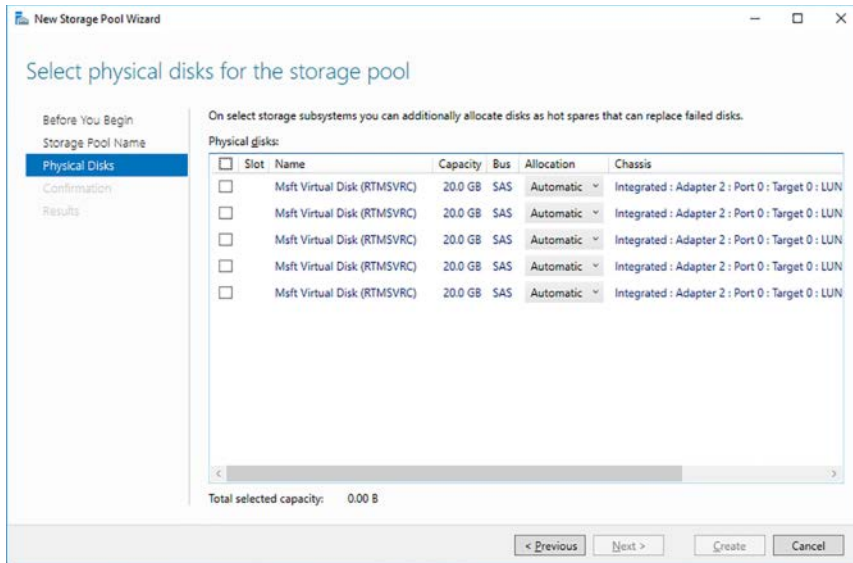 New Storage Pool Wizard
Select physical disks for the storage pool
Before You Begin
Storage Pool Name
Physical Disks
Confirmation
Results
On select storage subsystems you can additionally allocate disks as hot spares that can replace failed disks.
Physical disks:
Slot Name Capacity Bus Allocation Chassis
Msft Virtual Disk (RTMSVRC) 20.0 GB SAS Automatic Integrated : Adapter 2 : Port 0 : Target 0 : LUN
Msft Virtual Disk (RTMSVRC) 20.0 GB SAS Automatic Integrated : Adapter 2 : Port 0 : Target 0 : LUN
Msft Virtual Disk (RTMSVRC) 20.0 GB SAS Automatic Integrated : Adapter 2 : Port 0 : Target 0 : LUN
Msft Virtual Disk (RTMSVRC) 20.0 GB SAS Automatic Integrated : Adapter 2 : Port 0 : Target 0 : LUN
Msft Virtual Disk (RTMSVRC) 20.0 GB SAS Automatic Integrated : Adapter 2 : Port 0 : Target 0 : LUN
Total selected capacity: 0.00 B
< Previous Next > Create Cancel